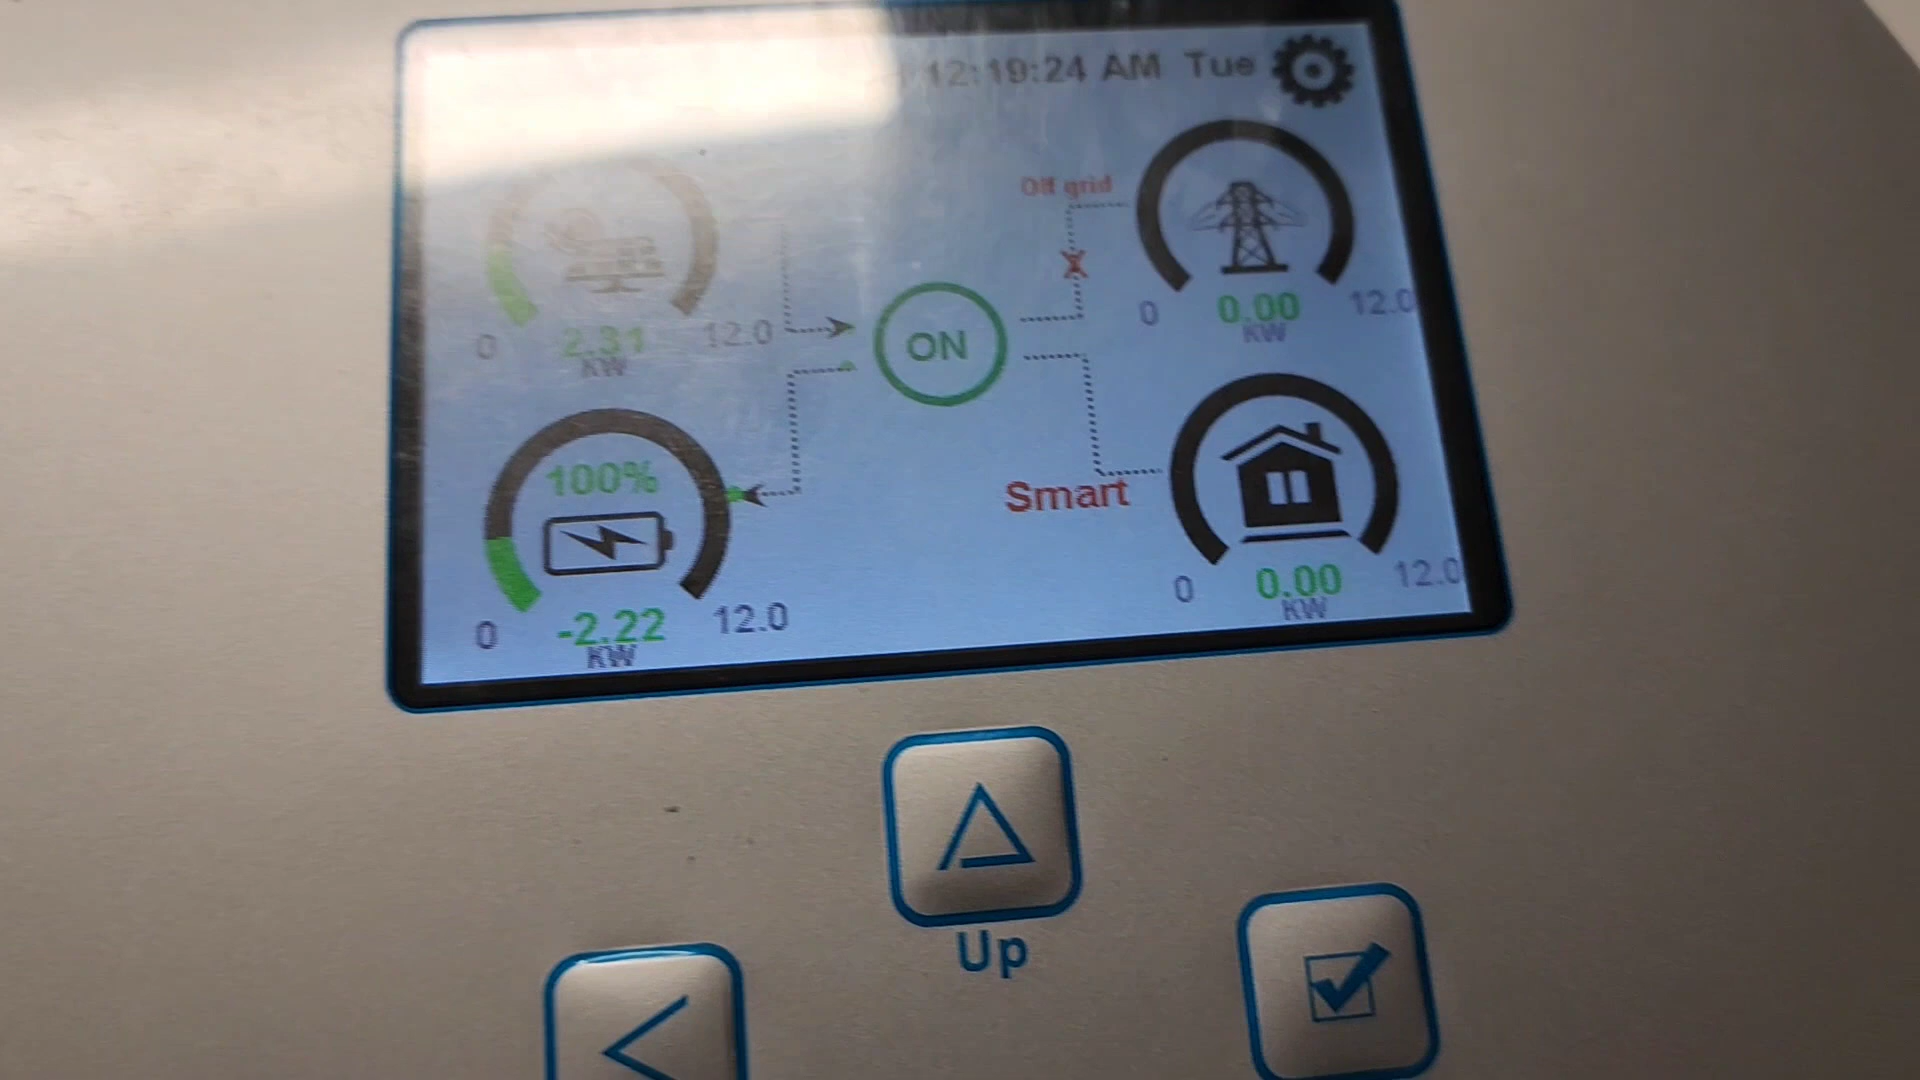 12:19:24 AM Tue
Off grid
0 2.31 12.0
KW
0 0.00 12.0
KW
ON
100%
Smart
0 -2.22 12.0
KW
0 0.00 12.0
KW
Up